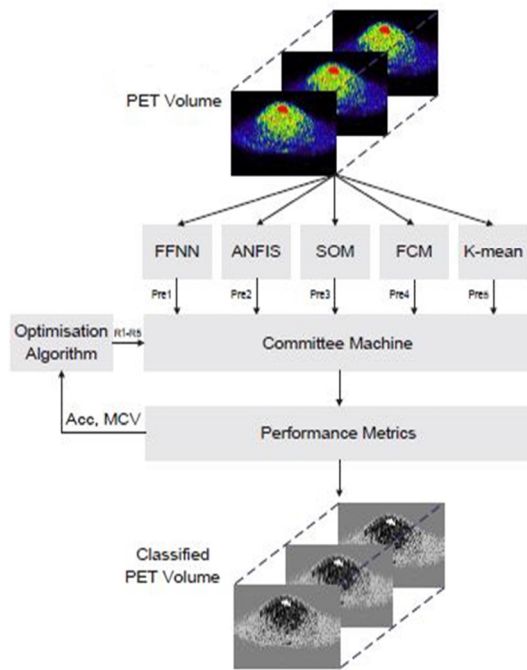 PET Volume
FFNN ANFIS SOM FCM K-mean
Pre1 Pre2 Pre3 Pre4 Pre5
Optimisation
Algorithm
R1-R5
Committee Machine
Acc, MCV
Performance Metrics
Classified
PET Volume